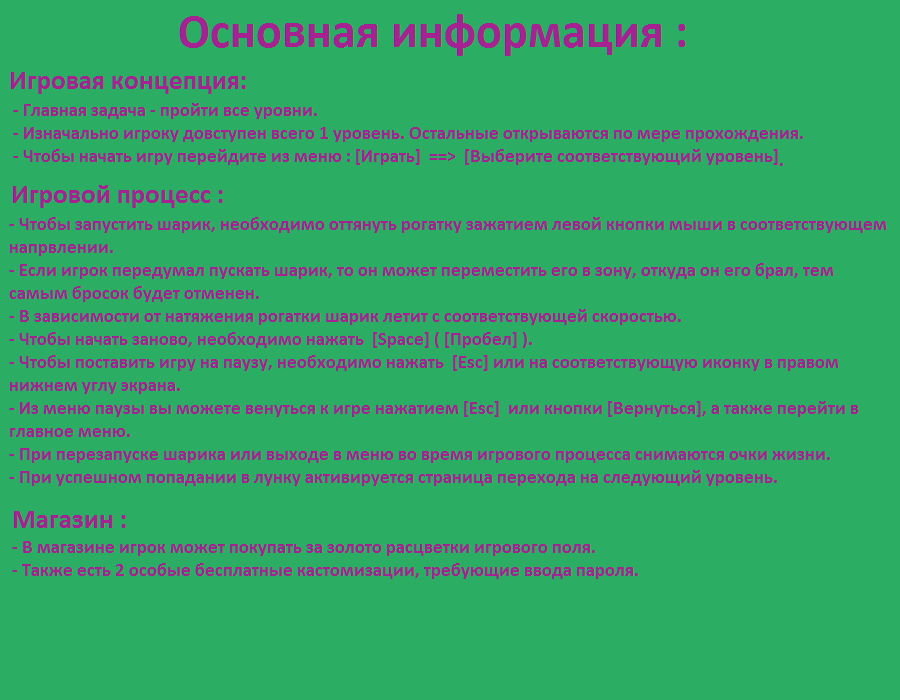 Основная информация :
Игровая концепция:
- Главная задача - пройти все уровни.
- Изначально игроку довступен всего 1 уровень. Остальные открываются по мере прохождения.
- Чтобы начать игру перейдите из меню : [Играть] ==> [Выберите соответствующий уровень].
Игровой процесс :
- Чтобы запустить шарик, необходимо оттянуть рогатку зажатием левой кнопки мыши в соответствующем
напрвлении.
- Если игрок передумал пускать шарик, то он может переместить его в зону, откуда он его брал, тем
самым бросок будет отменен.
- В зависимости от натяжения рогатки шарик летит с соответствующей скоростью.
- Чтобы начать заново, необходимо нажать [Space] ( [Пробел] ).
- Чтобы поставить игру на паузу, необходимо нажать [Esc] или на соответствующую иконку в правом
нижнем углу экрана.
- Из меню паузы вы можете венуться к игре нажатием [Esc] или кнопки [Вернуться], а также перейти в
главное меню.
- При перезапуске шарика или выходе в меню во время игрового процесса снимаются очки жизни.
- При успешном попадании в лунку активируется страница перехода на следующий уровень.
Магазин :
- В магазине игрок может покупать за золото расцветки игрового поля.
- Также есть 2 особые бесплатные кастомизации, требующие ввода пароля.